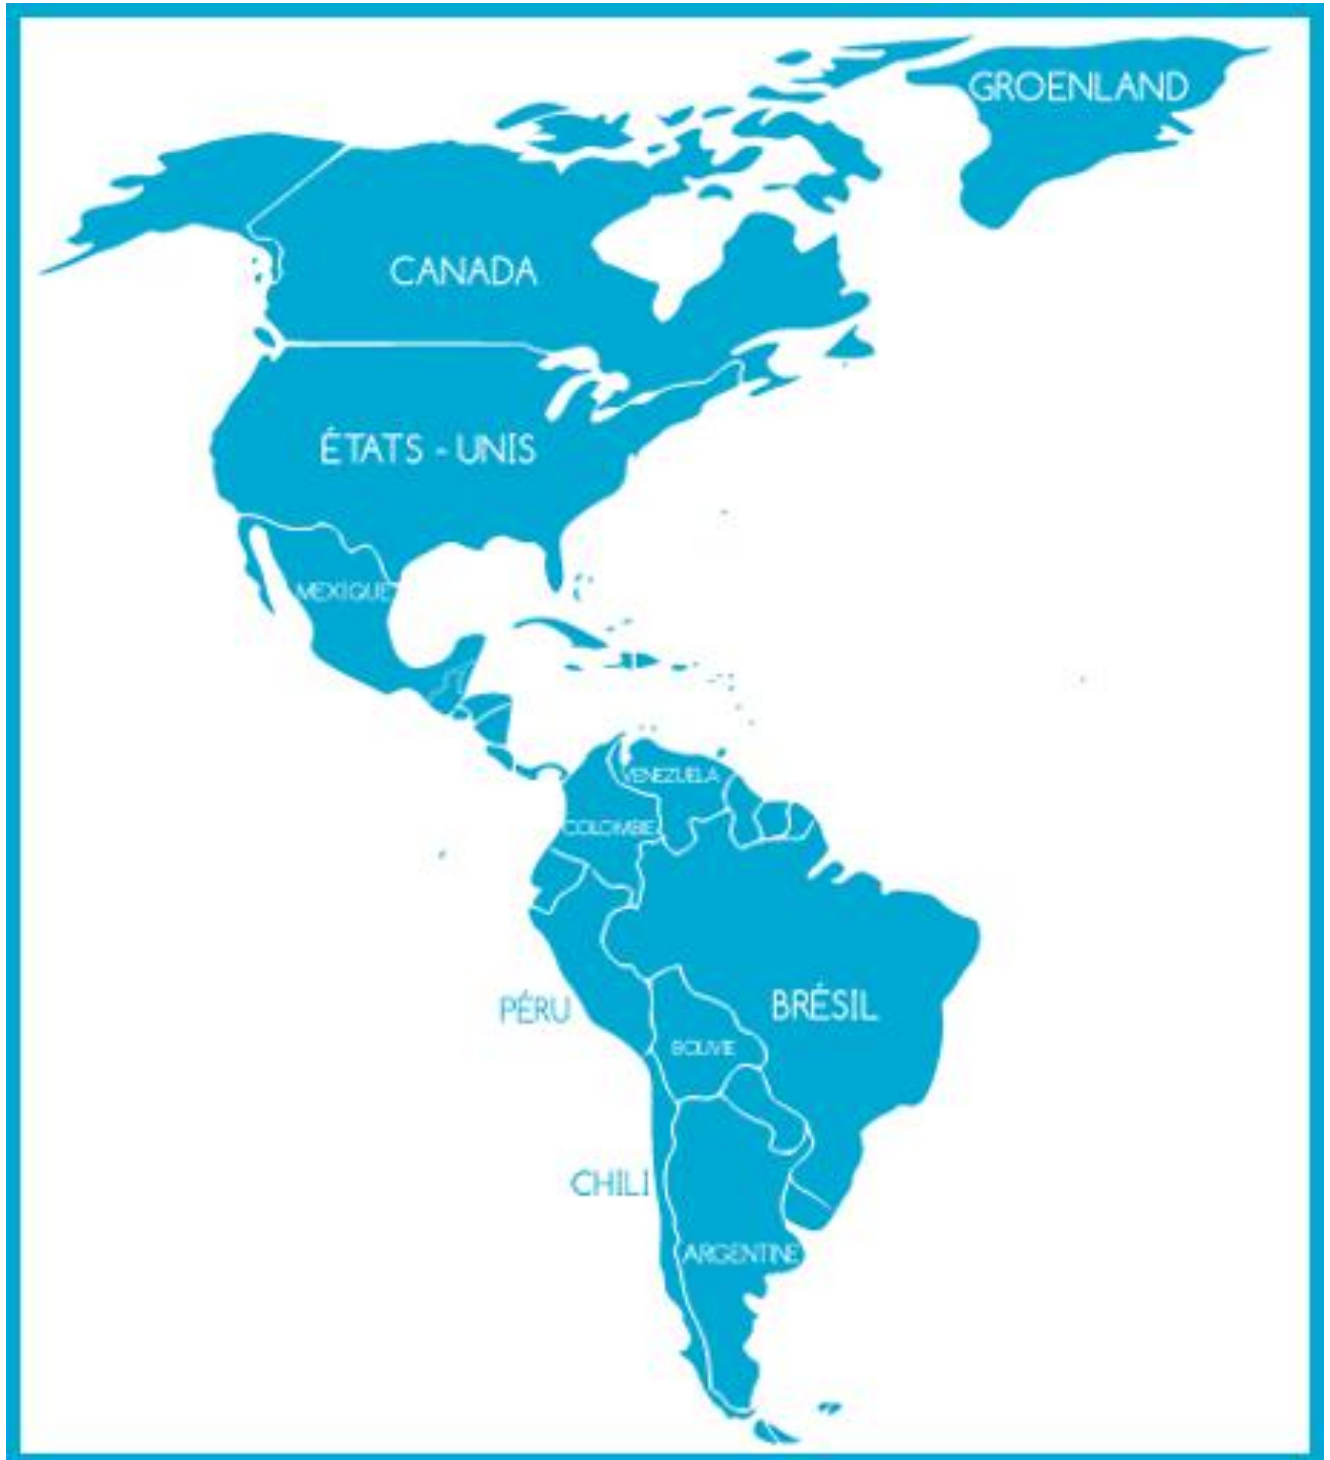 GROENLAND
CANADA
ÉTATS - UNIS
MEXIQUE
VENEZUELA
COLOMBIE
PÉRU
BRÉSIL
BOLIVIE
CHILI
ARGENTINE